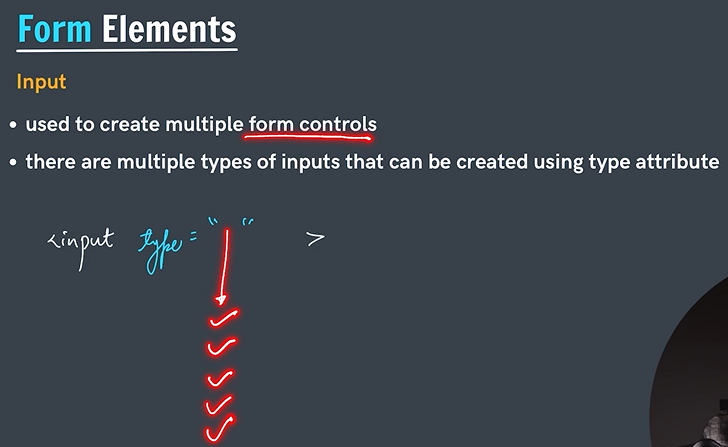 Form Elements
Input
• used to create multiple form controls
• there are multiple types of inputs that can be created using type attribute
<input type = " " >